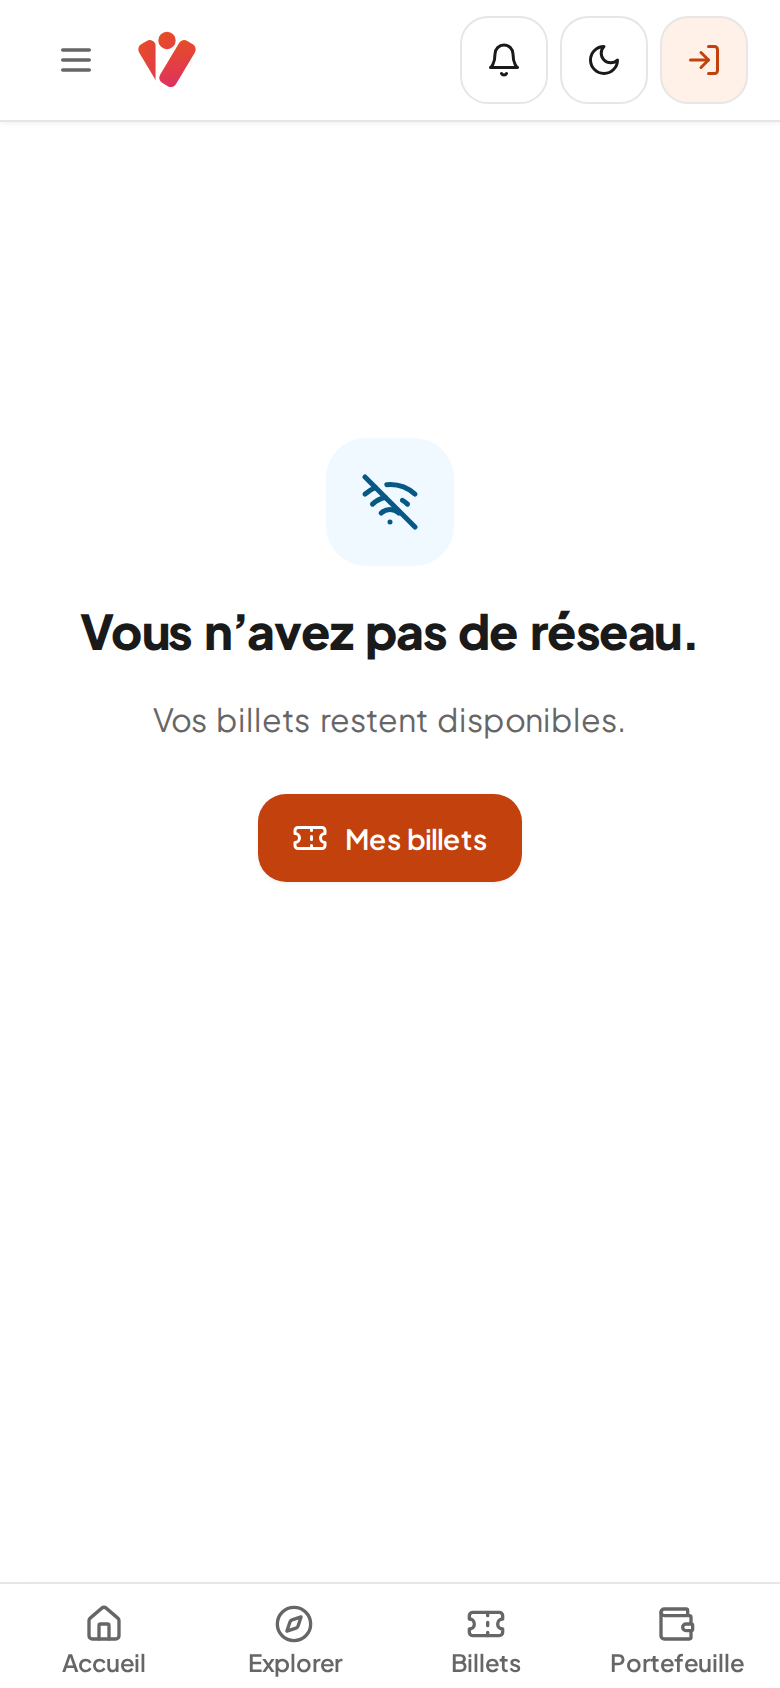 Vous n’avez pas de réseau.
Vos billets restent disponibles.
Mes billets
Accueil
Explorer
Billets
Portefeuille